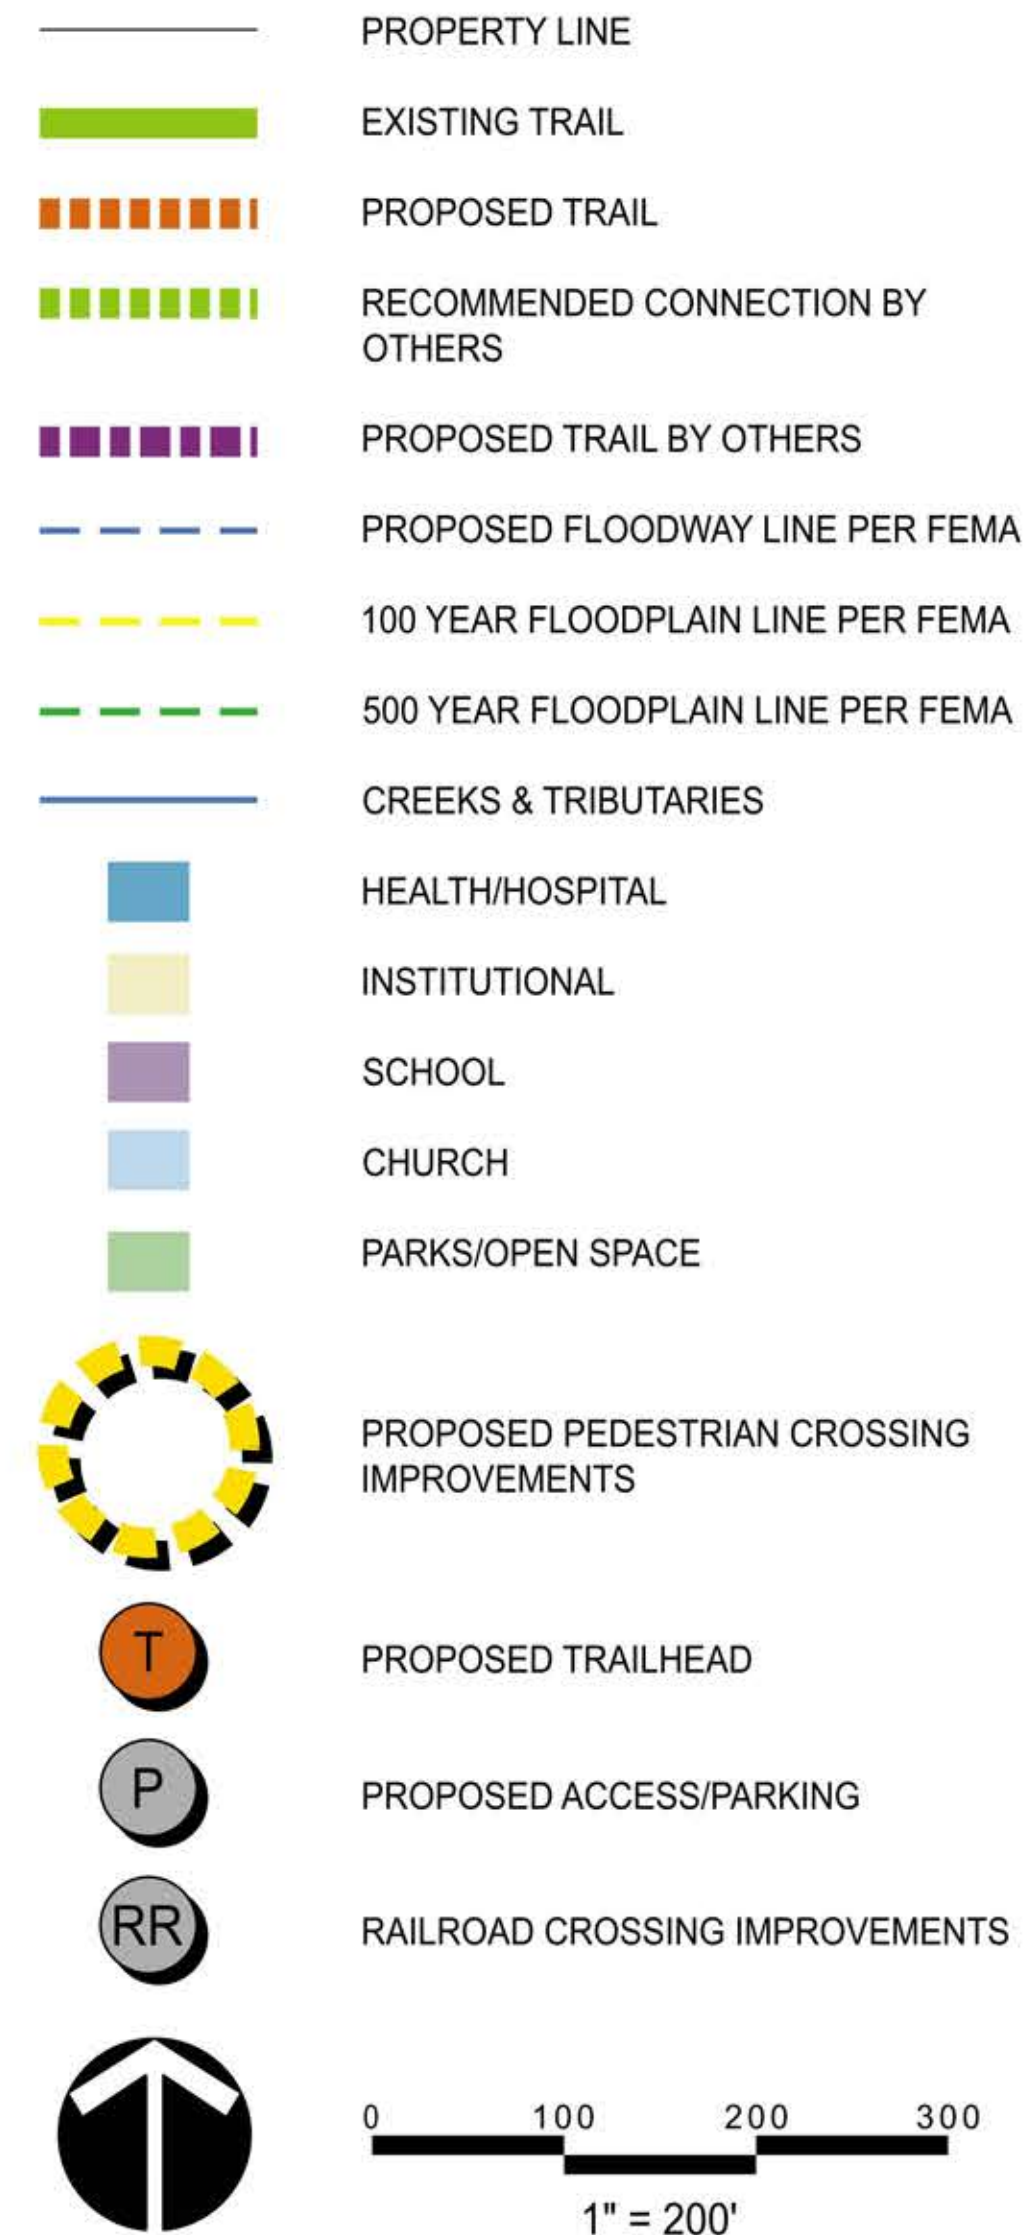 PROPERTY LINE
EXISTING TRAIL
PROPOSED TRAIL
RECOMMENDED CONNECTION BY
OTHERS
PROPOSED TRAIL BY OTHERS
PROPOSED FLOODWAY LINE PER FEMA
100 YEAR FLOODPLAIN LINE PER FEMA
500 YEAR FLOODPLAIN LINE PER FEMA
CREEKS & TRIBUTARIES
HEALTH/HOSPITAL
INSTITUTIONAL
SCHOOL
CHURCH
PARKS/OPEN SPACE
PROPOSED PEDESTRIAN CROSSING
IMPROVEMENTS
T PROPOSED TRAILHEAD
P PROPOSED ACCESS/PARKING
RR RAILROAD CROSSING IMPROVEMENTS
0 100 200 300
1" = 200'